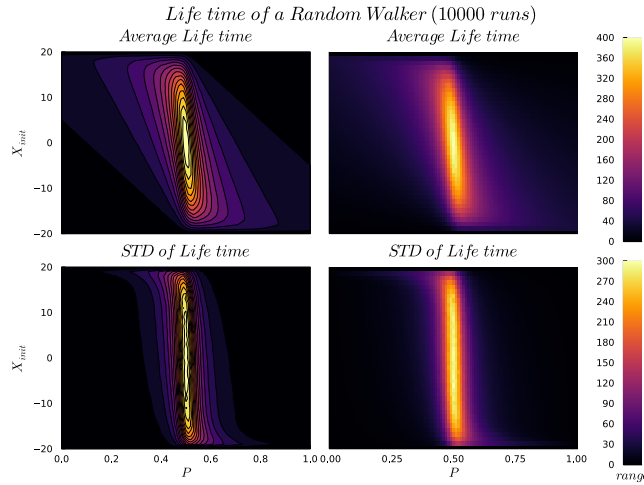 Life time of a Random Walker (10000 runs)
Average Life time
Average Life time
20
10
0
−10
−20
X_init
400
360
320
280
240
200
160
120
80
40
0
STD of Life time
STD of Life time
20
10
0
−10
−20
X_init
0.0 0.2 0.4 0.6 0.8 1.0
P
0.00 0.25 0.50 0.75 1.00
P
300
270
240
210
180
150
120
90
60
30
0
range